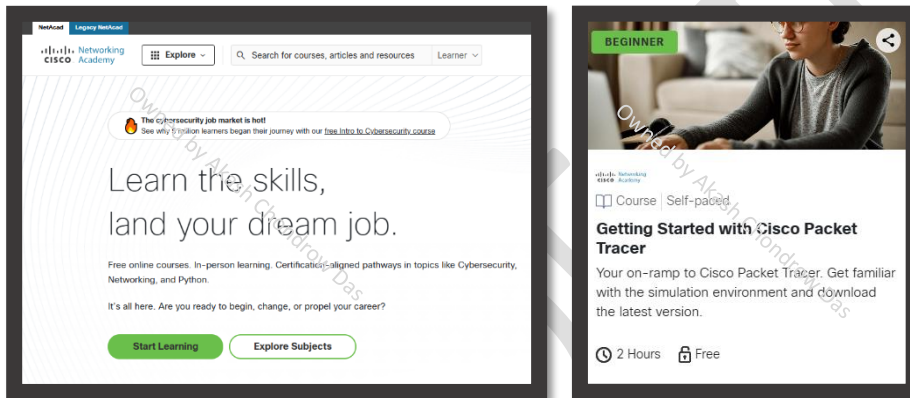 NetAcad Legacy NetAcad
CISCO Networking Academy
Explore
Search for courses, articles and resources
Learner
The cybersecurity job market is hot!
See why million learners began their journey with our free Intro to Cybersecurity course
Learn the skills,
land your dream job.
Free online courses. In-person learning. Certification-aligned pathways in topics like Cybersecurity,
Networking, and Python.
It's all here. Are you ready to begin, change, or propel your career?
Start Learning
Explore Subjects
Owned by Akash Chondrow Das
BEGINNER
CISCO Networking Academy
Course
Self-paced
Getting Started with Cisco Packet
Tracer
Your on-ramp to Cisco Packet Tracer. Get familiar
with the simulation environment and download
the latest version.
2 Hours
Free
Owned by Akash Chondrow Das